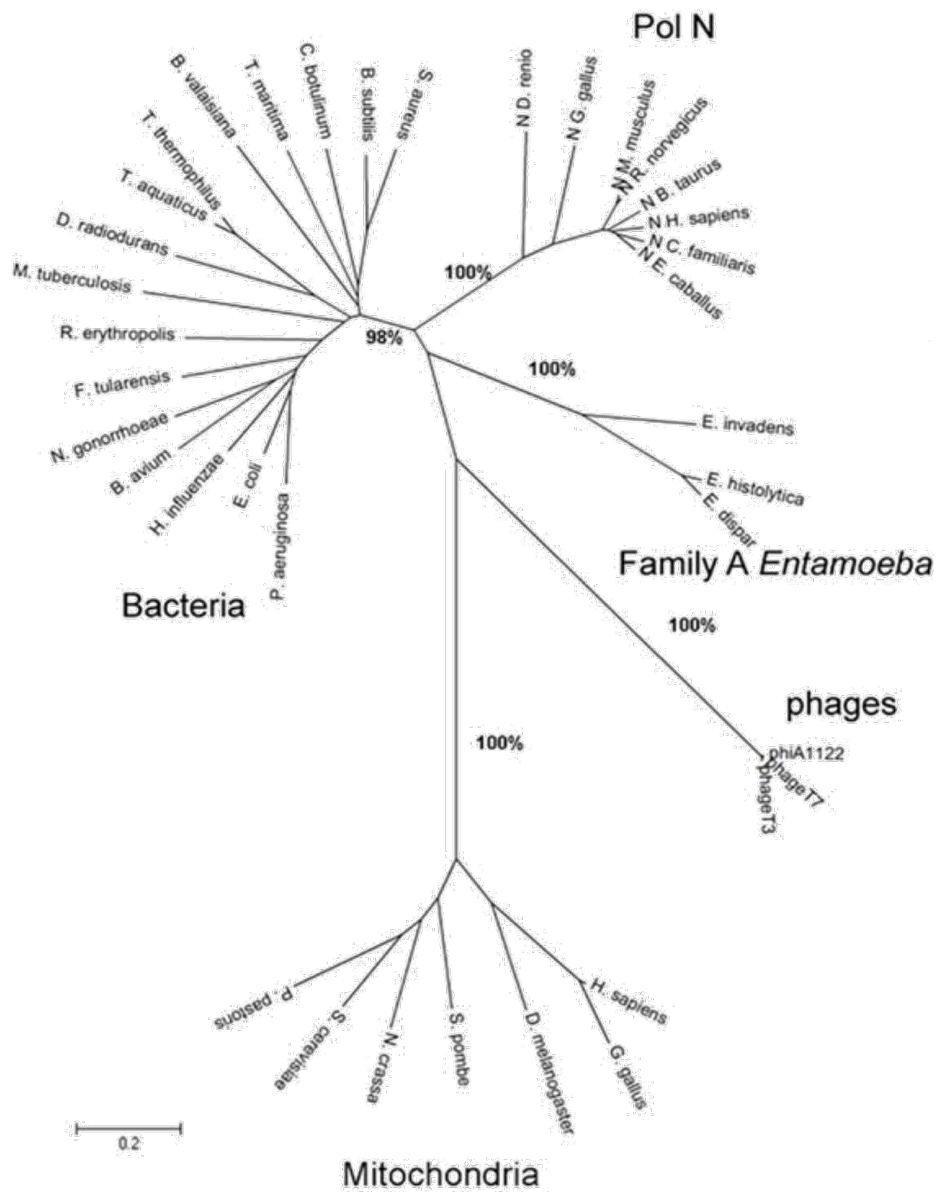 Pol N
B. valaisiana
T. maritima
C. botulinum
B. subtilis
S. aureus
N D. renio
N G. gallus
N M. musculus
N R. norvegicus
N B. taurus
N H. sapiens
N C. familiaris
N E. caballus
T. thermophilus
T. aquaticus
D. radiodurans
M. tuberculosis
R. erythropolis
F. tularensis
N. gonorrhoeae
B. avium
H. influenzae
E. coli
P. aeruginosa
Bacteria
100%
98%
100%
E. invadens
E. histolytica
E. dispar
Family A Entamoeba
100%
phages
phiA1122
phageT7
phageT3
100%
P. pastoris
S. cerevisiae
N. crassa
S. pombe
D. melanogaster
H. sapiens
G. gallus
0.2
Mitochondria